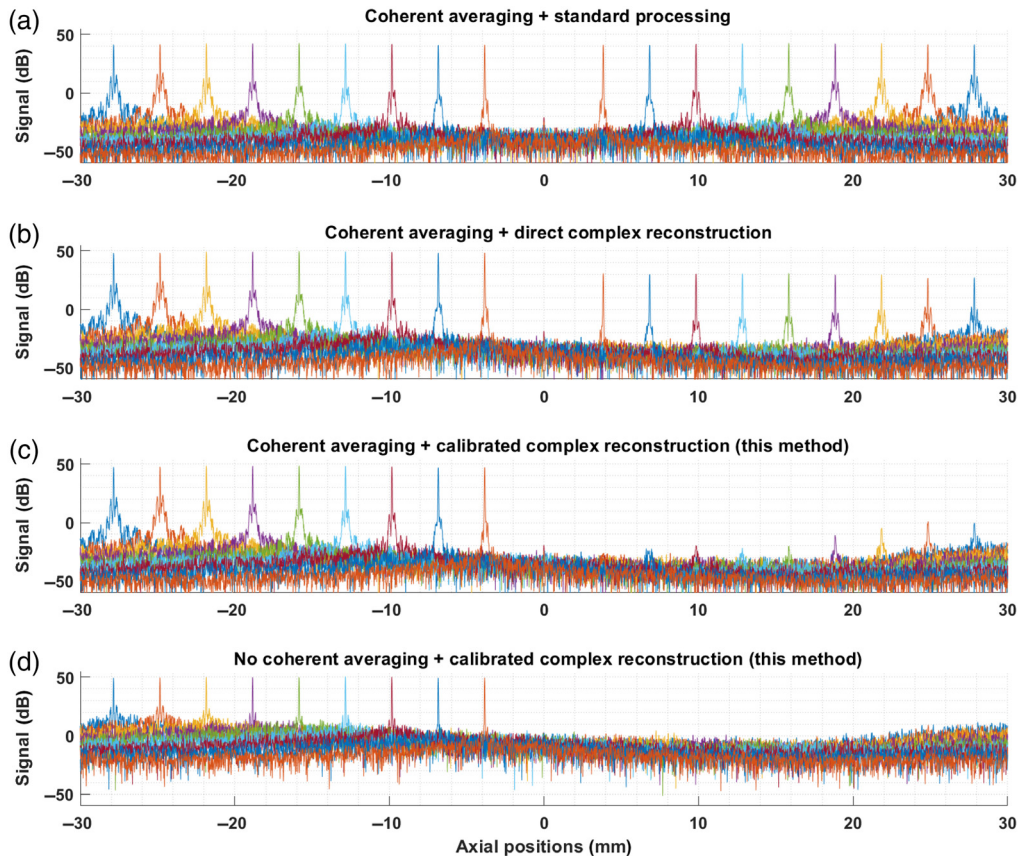 (a)
Coherent averaging + standard processing
Signal (dB)
50
0
−50
−30 −20 −10 0 10 20 30
(b)
Coherent averaging + direct complex reconstruction
Signal (dB)
50
0
−50
−30 −20 −10 0 10 20 30
(c)
Coherent averaging + calibrated complex reconstruction (this method)
Signal (dB)
50
0
−50
−30 −20 −10 0 10 20 30
(d)
No coherent averaging + calibrated complex reconstruction (this method)
Signal (dB)
50
0
−50
−30 −20 −10 0 10 20 30
Axial positions (mm)